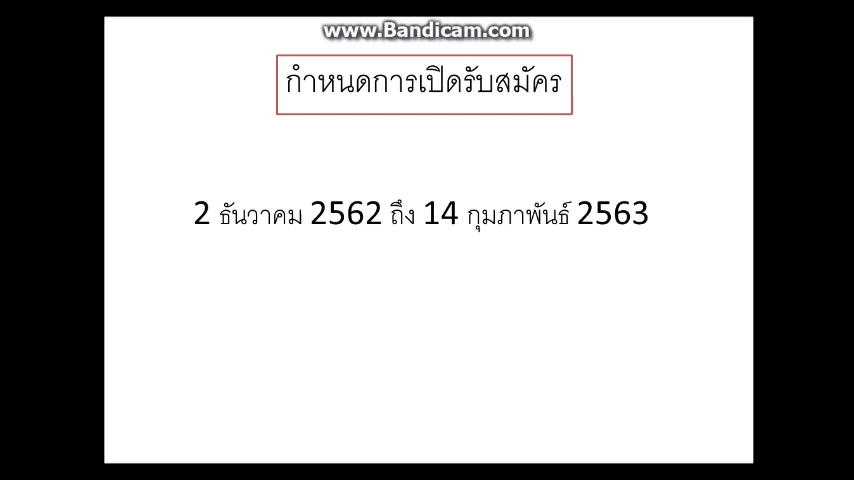 www.Bandicam.com
กำหนดการเปิดรับสมัคร
2 ธันวาคม 2562 ถึง 14 กุมภาพันธ์ 2563